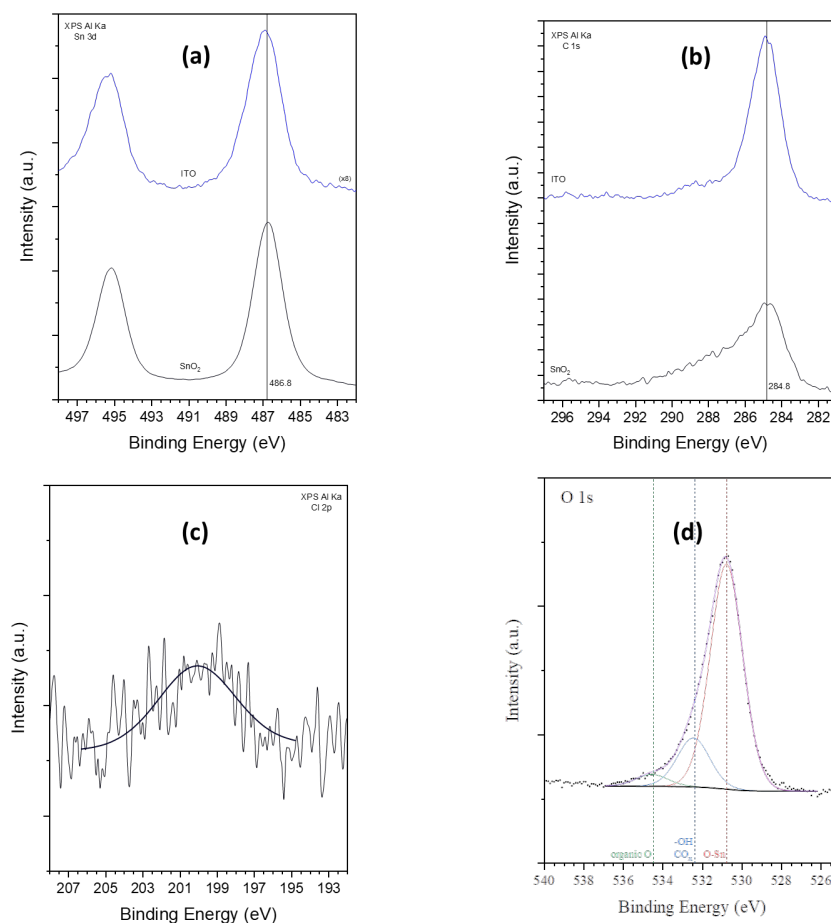 XPS Al Ka
Sn 3d
(a)
ITO
(x8)
SnO2
486.8
Intensity (a.u.)
497 495 493 491 489 487 485 483
Binding Energy (eV)
XPS Al Ka
C 1s
(b)
ITO
SnO2
284.8
Intensity (a.u.)
296 294 292 290 288 286 284 282
Binding Energy (eV)
XPS Al Ka
Cl 2p
(c)
Intensity (a.u.)
207 205 203 201 199 197 195 193
Binding Energy (eV)
O 1s
(d)
Intensity (a.u.)
-OH
organic O
O-Sn
540 538 536 534 532 530 528 526
Binding Energy (eV)